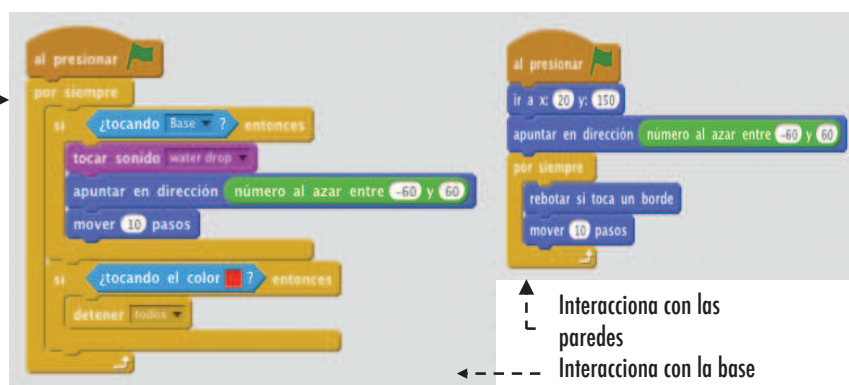 al presionar
por siempre
si ¿tocando Base ? entonces
tocar sonido water drop
apuntar en dirección número al azar entre -60 y 60
mover 10 pasos
si ¿tocando el color ? entonces
detener todos
al presionar
ir a x: 20 y: 150
apuntar en dirección número al azar entre -60 y 60
por siempre
rebotar si toca un borde
mover 10 pasos
Interacciona con las
paredes
Interacciona con la base